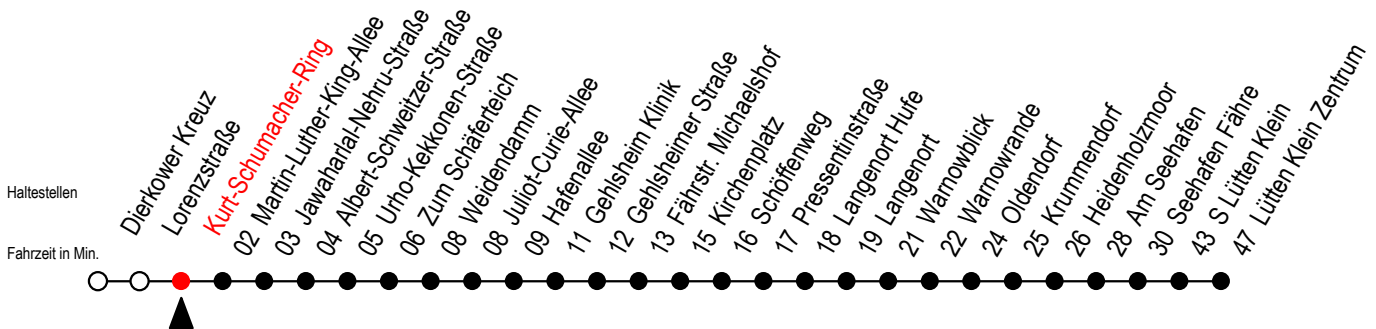 Haltestellen
Fahrzeit in Min.
Dierkower Kreuz
Lorenzstraße
Kurt-Schumacher-Ring
02 Martin-Luther-King-Allee
03 Jawaharlal-Nehru-Straße
04 Albert-Schweitzer-Straße
05 Urho-Kekkonen-Straße
06 Zum Schäferteich
08 Weidendamm
08 Juliot-Curie-Allee
09 Hafenallee
11 Gehlsheim Klinik
12 Gehlsheimer Straße
13 Fährstr. Michaelshof
15 Kirchenplatz
16 Schöffenweg
17 Pressentinstraße
18 Langenort Hufe
19 Langenort
21 Warnowblick
22 Warnowrande
24 Oldendorf
25 Krummendorf
26 Heidenholzmoor
28 Am Seehafen
30 Seehafen Fähre
43 S Lütten Klein
47 Lütten Klein Zentrum